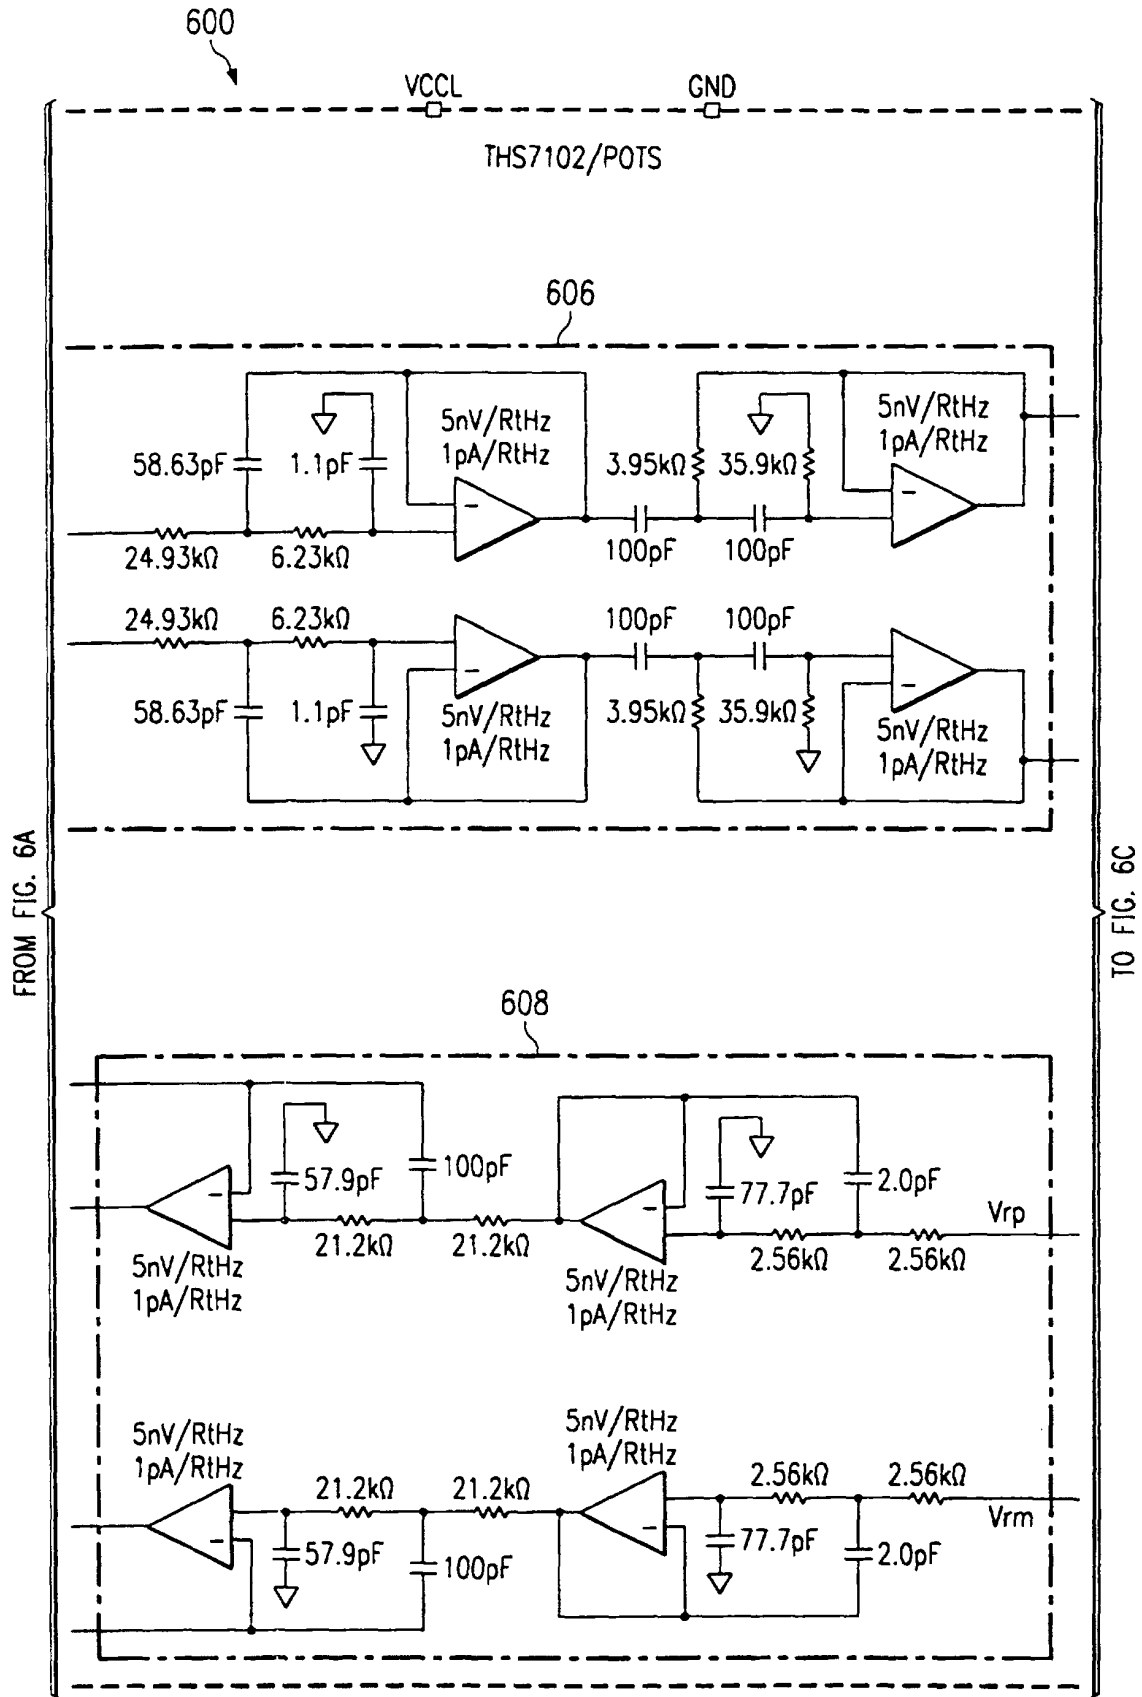 600
VCCL
GND
THS7102/POTS
606
5nV/RtHz
1pA/RtHz
5nV/RtHz
1pA/RtHz
58.63pF
1.1pF
3.95kΩ
35.9kΩ
24.93kΩ
6.23kΩ
100pF
100pF
24.93kΩ
6.23kΩ
100pF
100pF
58.63pF
1.1pF
5nV/RtHz
1pA/RtHz
3.95kΩ
35.9kΩ
5nV/RtHz
1pA/RtHz
FROM FIG. 6A
TO FIG. 6C
608
57.9pF
100pF
77.7pF
2.0pF
Vrp
21.2kΩ
21.2kΩ
2.56kΩ
2.56kΩ
5nV/RtHz
1pA/RtHz
5nV/RtHz
1pA/RtHz
5nV/RtHz
1pA/RtHz
5nV/RtHz
1pA/RtHz
21.2kΩ
21.2kΩ
2.56kΩ
2.56kΩ
Vrm
57.9pF
100pF
77.7pF
2.0pF